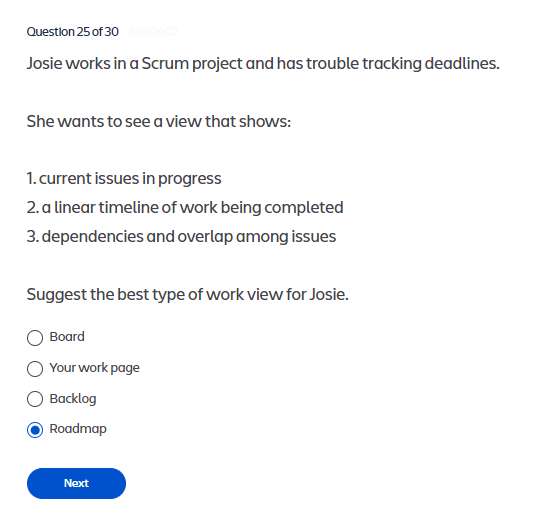 Question 25 of 30
Josie works in a Scrum project and has trouble tracking deadlines.
She wants to see a view that shows:
1. current issues in progress
2. a linear timeline of work being completed
3. dependencies and overlap among issues
Suggest the best type of work view for Josie.
Board
Your work page
Backlog
Roadmap
Next